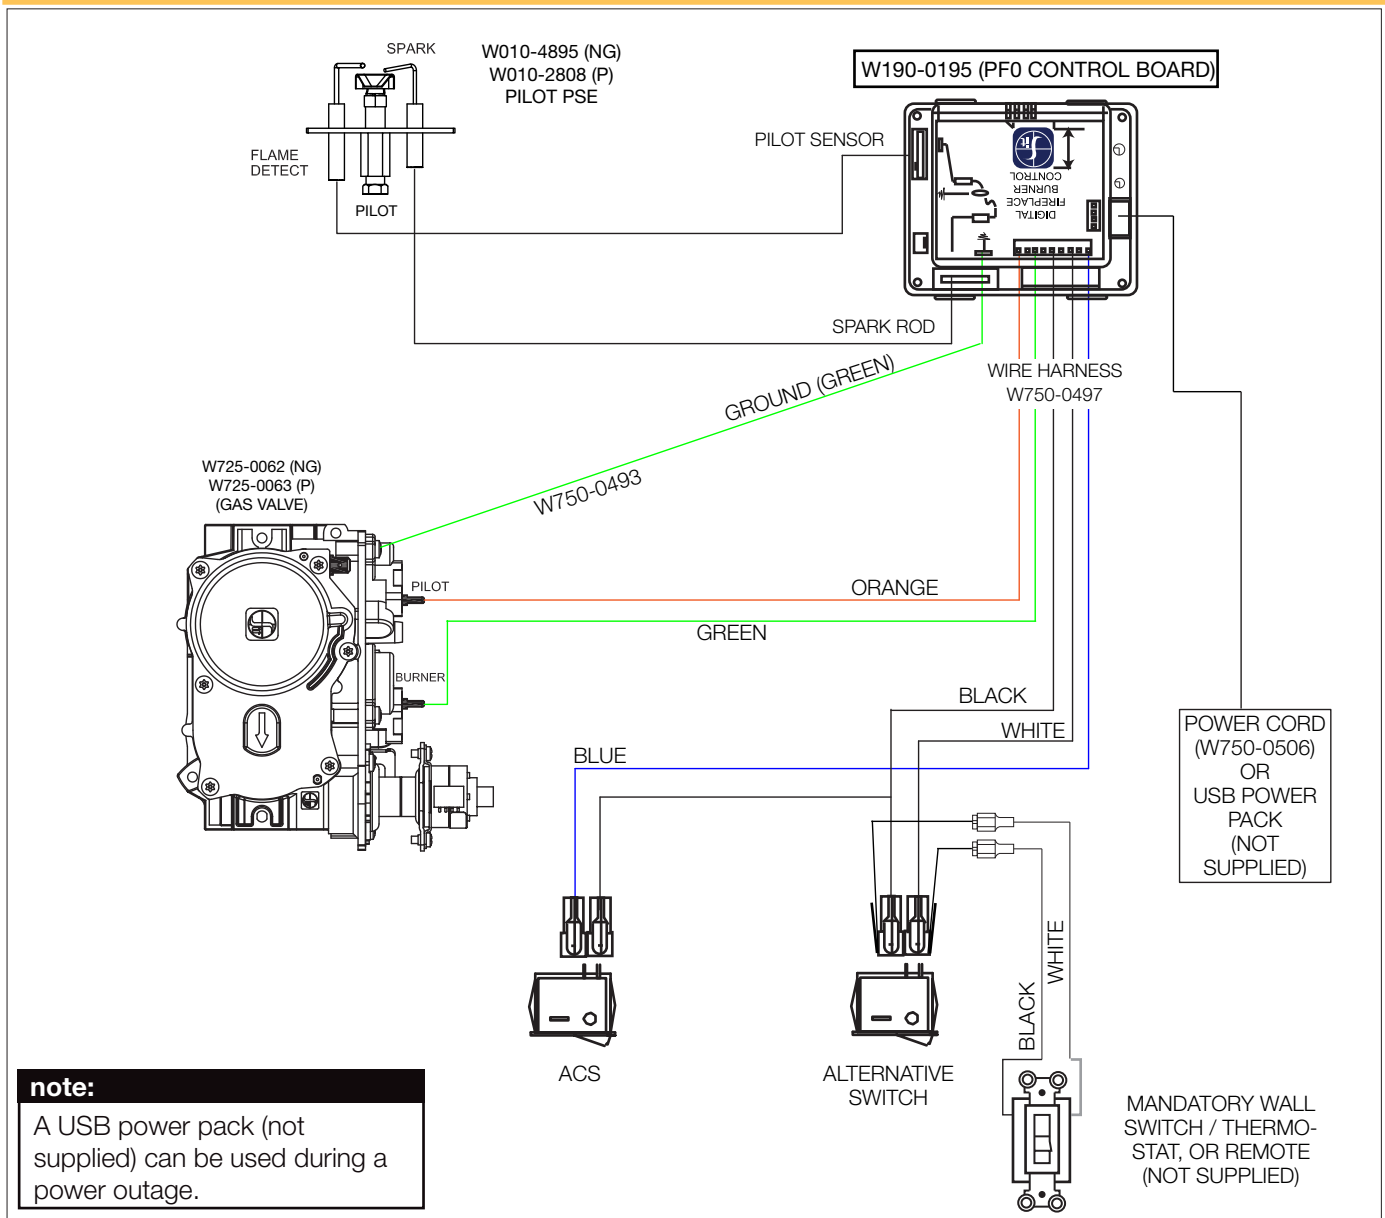 SPARK
W010-4895 (NG)
W010-2808 (P)
PILOT PSE
FLAME
DETECT
PILOT
W190-0195 (PF0 CONTROL BOARD)
PILOT SENSOR
DIGITAL
FIREPLACE
BURNER
CONTROL
SPARK ROD
WIRE HARNESS
W750-0497
GROUND (GREEN)
W750-0493
W725-0062 (NG)
W725-0063 (P)
(GAS VALVE)
PILOT
ORANGE
GREEN
BURNER
BLACK
WHITE
BLUE
POWER CORD
(W750-0506)
OR
USB POWER
PACK
(NOT
SUPPLIED)
WHITE
BLACK
ACS
ALTERNATIVE
SWITCH
MANDATORY WALL
SWITCH / THERMO-
STAT, OR REMOTE
(NOT SUPPLIED)
note:
A USB power pack (not
supplied) can be used during a
power outage.